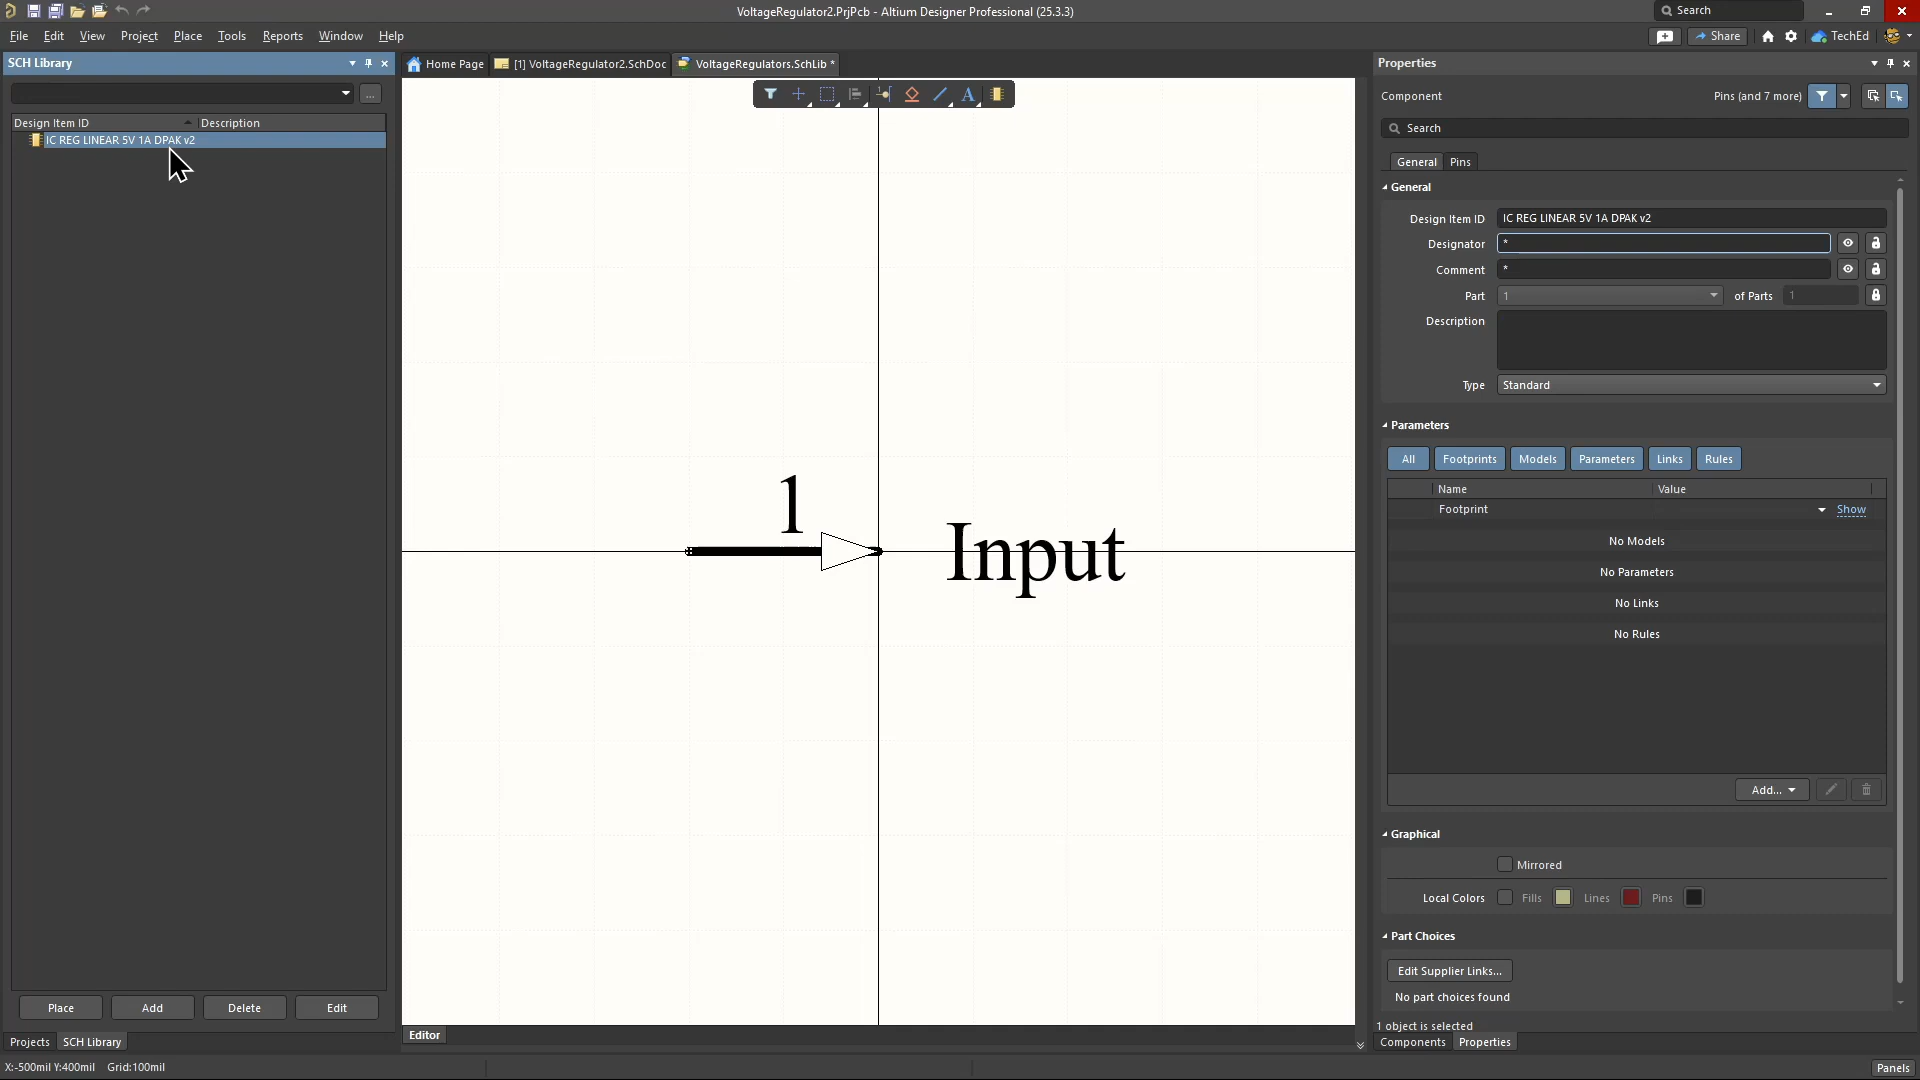 VoltageRegulator2.PrjPcb - Altium Designer Professional (25.3.3)
Search
File Edit View Project Place Tools Reports Window Help
Share
TechEd
SCH Library
Home Page
[1] VoltageRegulator2.SchDoc
VoltageRegulators.SchLib *
Properties
...
Component
Pins (and 7 more)
Search
Design Item ID
Description
IC REG LINEAR 5V 1A DPAK v2
General Pins
General
Design Item ID IC REG LINEAR 5V 1A DPAK v2
Designator *
Comment *
Part 1 of Parts 1
Description
Type Standard
Parameters
All Footprints Models Parameters Links Rules
Name Value
Footprint Show
No Models
No Parameters
No Links
No Rules
Add...
1
Input
Graphical
Mirrored
Local Colors Fills Lines Pins
Part Choices
Edit Supplier Links...
No part choices found
1 object is selected
Place Add Delete Edit
Editor
Projects SCH Library
Components Properties
X:-500mil Y:400mil Grid:100mil
Panels